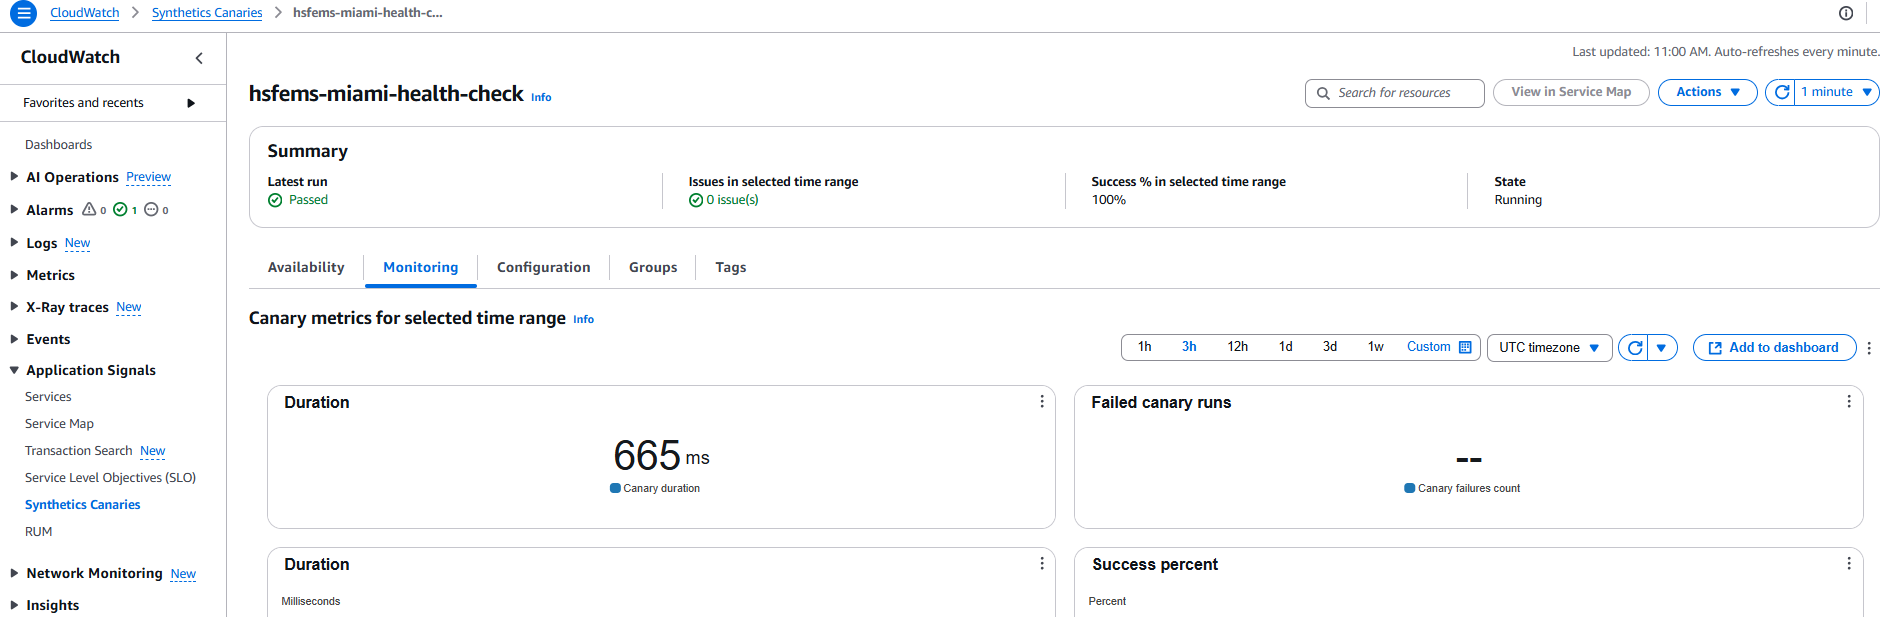 CloudWatch > Synthetics Canaries > hsfems-miami-health-c...
CloudWatch
Favorites and recents
Dashboards
AI Operations Preview
Alarms 0 1 0
Logs New
Metrics
X-Ray traces New
Events
Application Signals
Services
Service Map
Transaction Search New
Service Level Objectives (SLO)
Synthetics Canaries
RUM
Network Monitoring New
Insights
Last updated: 11:00 AM. Auto-refreshes every minute.
hsfems-miami-health-check Info
Search for resources
View in Service Map
Actions
1 minute
Summary
Latest run
Passed
Issues in selected time range
0 issue(s)
Success % in selected time range
100%
State
Running
Availability
Monitoring
Configuration
Groups
Tags
Canary metrics for selected time range Info
1h 3h 12h 1d 3d 1w Custom
UTC timezone
Add to dashboard
Duration
665 ms
Canary duration
Failed canary runs
--
Canary failures count
Duration
Milliseconds
Success percent
Percent